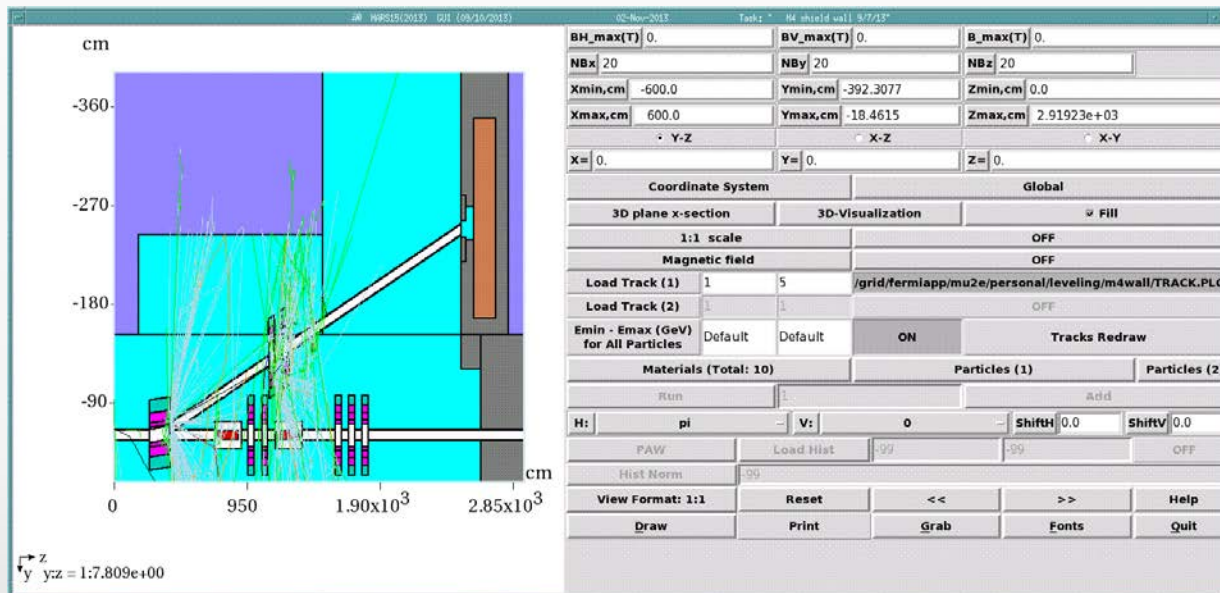 MARS15(2013) GUI (09/10/2013) 02-Nov-2013 Task: " M4 shield wall 9/7/13"
cm
-360
-270
-180
-90
cm
0 950 1.90x10³ 2.85x10³
z
y y:z = 1:7.809e+00
BH_max(T) 0. BV_max(T) 0. B_max(T) 0.
NBx 20 NBy 20 NBz 20
Xmin,cm -600.0 Ymin,cm -392.3077 Zmin,cm 0.0
Xmax,cm 600.0 Ymax,cm -18.4615 Zmax,cm 2.91923e+03
Y-Z X-Z X-Y
X= 0. Y= 0. Z= 0.
Coordinate System Global
3D plane x-section 3D-Visualization Fill
1:1 scale OFF
Magnetic field OFF
Load Track (1) 1 5 /grid/fermiapp/mu2e/personal/leveling/m4wall/TRACK.PLO
Load Track (2) 1 1 OFF
Emin - Emax (GeV)
for All Particles Default Default ON Tracks Redraw
Materials (Total: 10) Particles (1) Particles (2
Run 1 Add
H: pi V: 0 ShiftH 0.0 ShiftV 0.0
PAW Load Hist -99 -99 OFF
Hist Norm -99
View Format: 1:1 Reset << >> Help
Draw Print Grab Fonts Quit